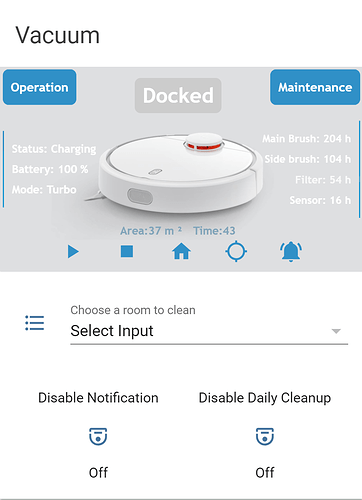 Vacuum
Operation
Docked
Maintenance
Status: Charging
Battery: 100 %
Mode: Turbo
Main Brush: 204 h
Side brush: 104 h
Filter: 54 h
Sensor: 16 h
Area:37 m ² Time:43
Choose a room to clean
Select Input
Disable Notification
Disable Daily Cleanup
Off
Off